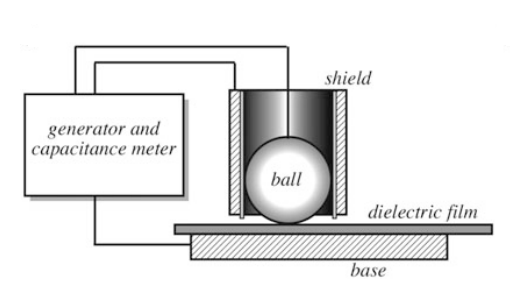 shield
generator and
capacitance meter
ball
dielectric film
base